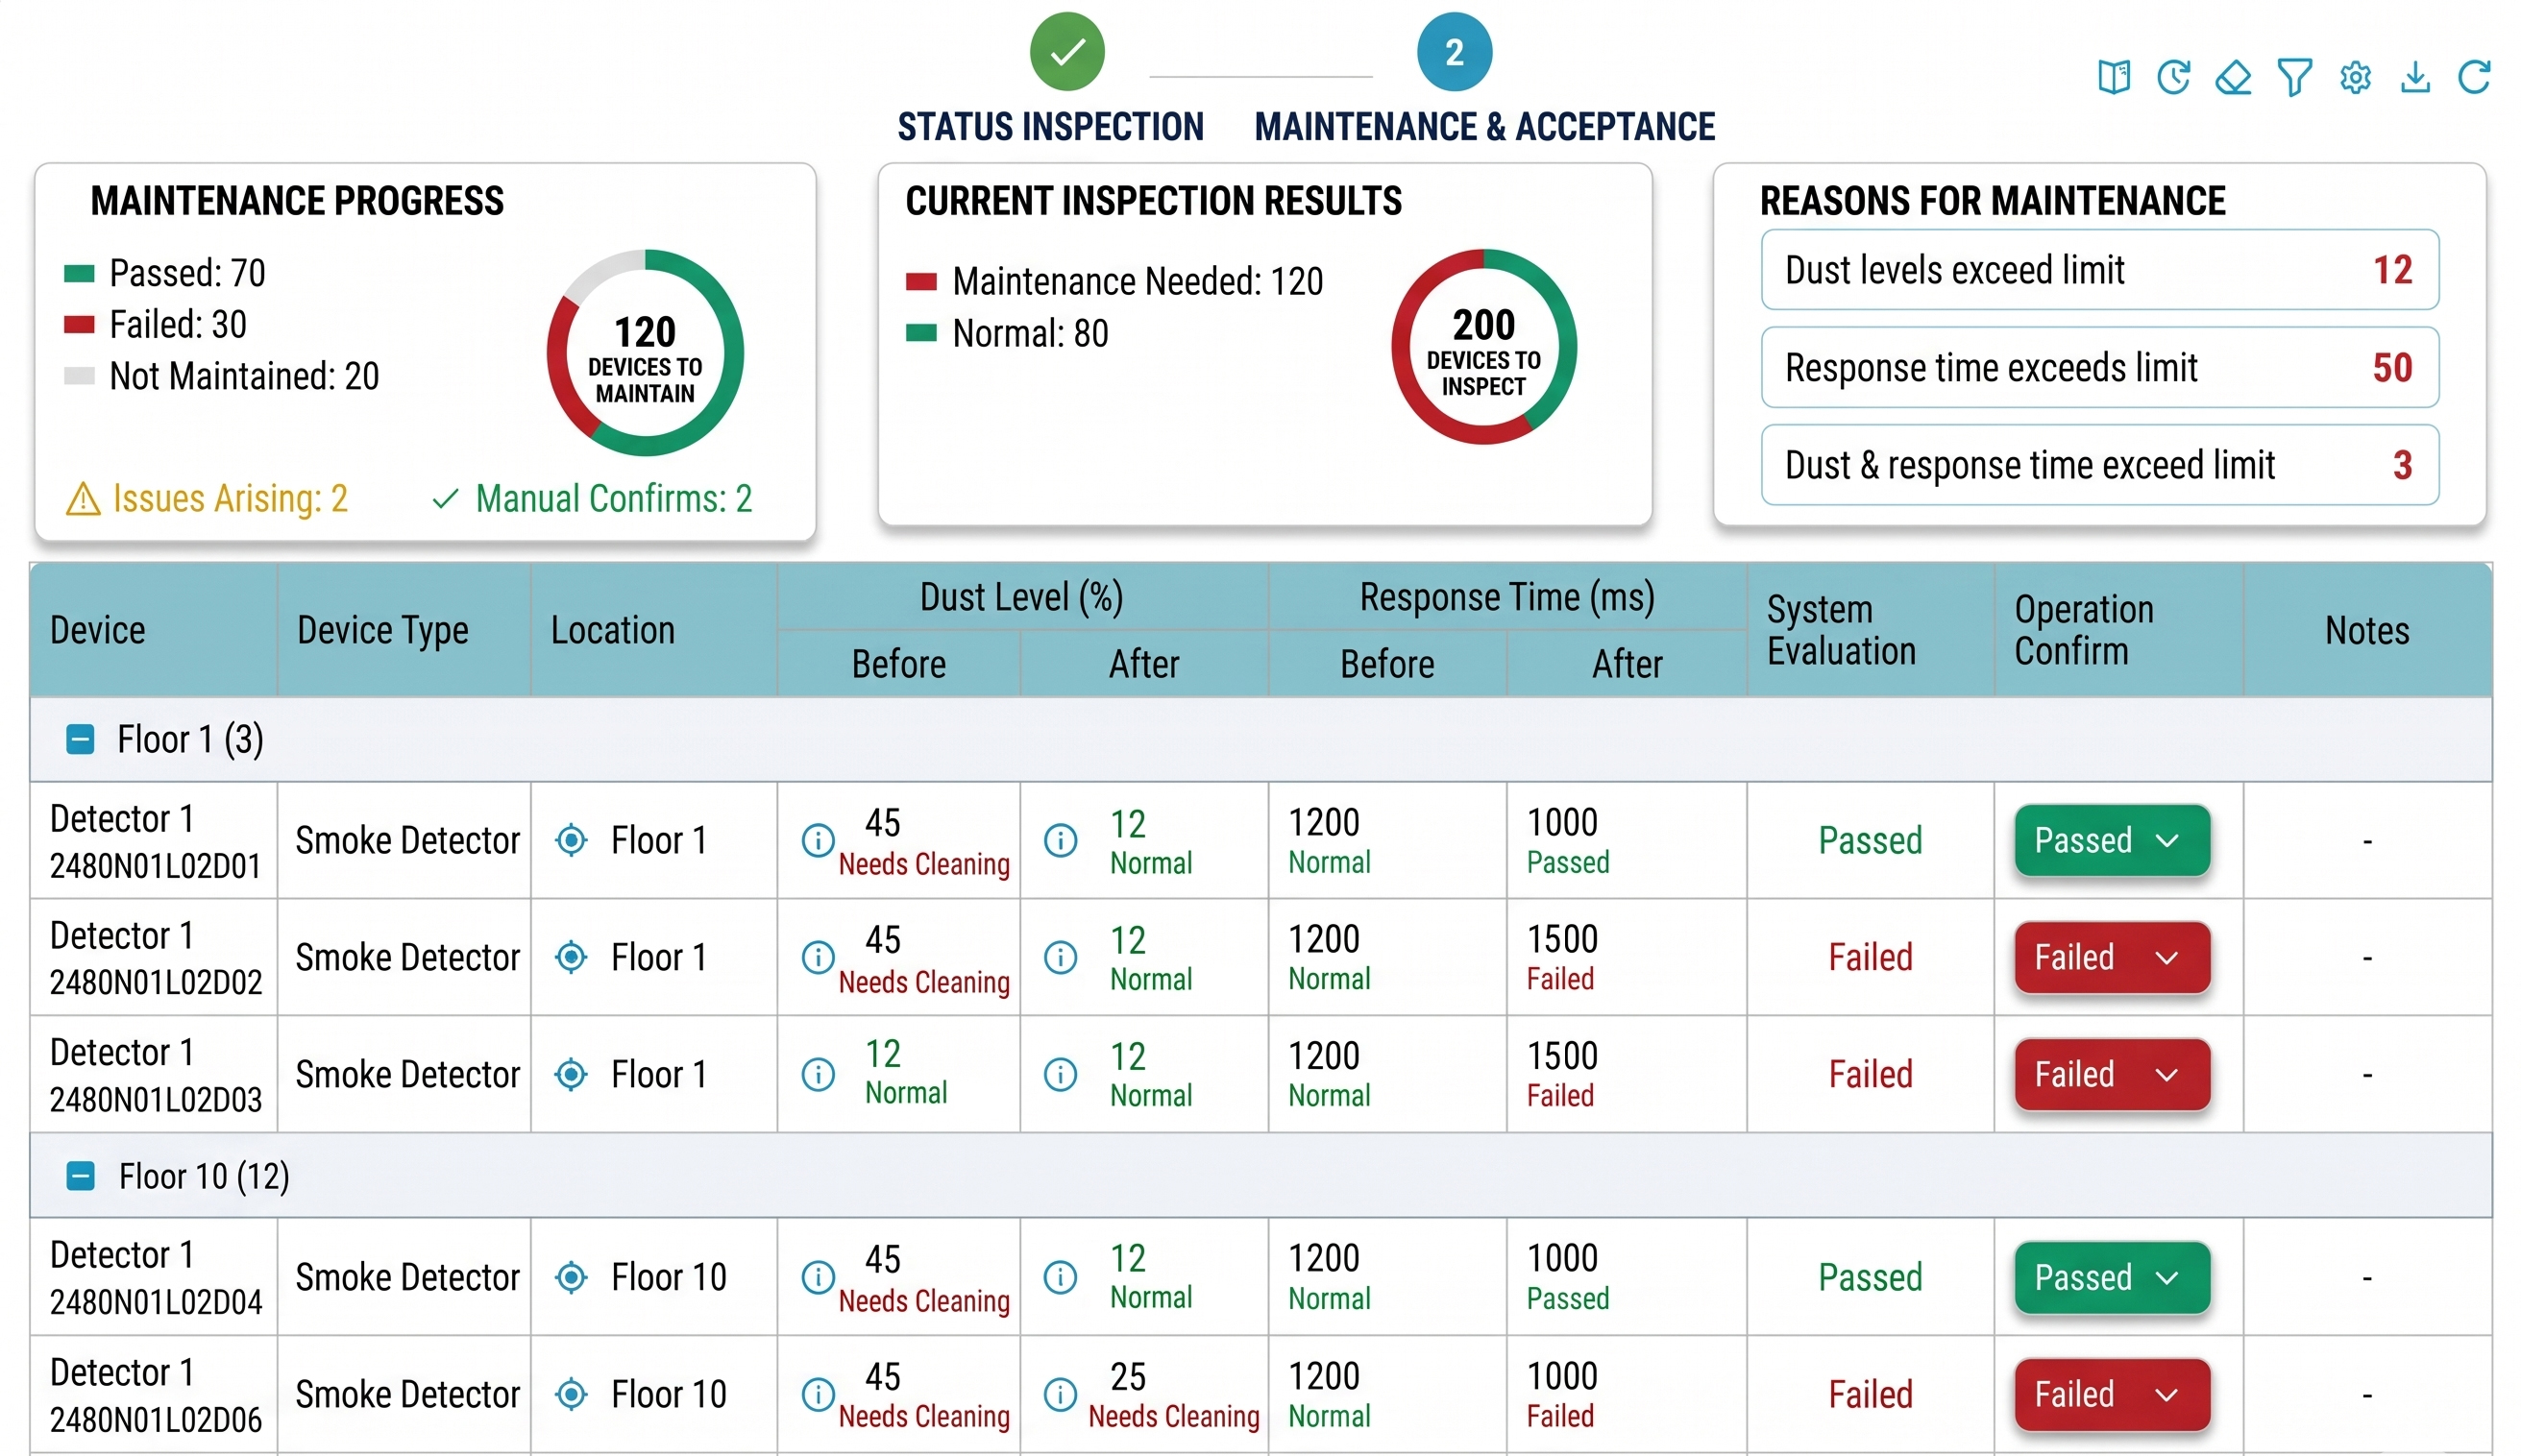 2
STATUS INSPECTION
MAINTENANCE & ACCEPTANCE
MAINTENANCE PROGRESS
Passed: 70
Failed: 30
Not Maintained: 20
120
DEVICES TO
MAINTAIN
Issues Arising: 2
Manual Confirms: 2
CURRENT INSPECTION RESULTS
Maintenance Needed: 120
Normal: 80
200
DEVICES TO
INSPECT
REASONS FOR MAINTENANCE
Dust levels exceed limit 12
Response time exceeds limit 50
Dust & response time exceed limit 3
Device
Device Type
Location
Dust Level (%)
Before
After
Response Time (ms)
Before
After
System
Evaluation
Operation
Confirm
Notes
Floor 1 (3)
Detector 1
2480N01L02D01
Smoke Detector
Floor 1
45
Needs Cleaning
12
Normal
1200
Normal
1000
Passed
Passed
Passed
-
Detector 1
2480N01L02D02
Smoke Detector
Floor 1
45
Needs Cleaning
12
Normal
1200
Normal
1500
Failed
Failed
Failed
-
Detector 1
2480N01L02D03
Smoke Detector
Floor 1
12
Normal
12
Normal
1200
Normal
1500
Failed
Failed
Failed
-
Floor 10 (12)
Detector 1
2480N01L02D04
Smoke Detector
Floor 10
45
Needs Cleaning
12
Normal
1200
Normal
1000
Passed
Passed
Passed
-
Detector 1
2480N01L02D06
Smoke Detector
Floor 10
45
Needs Cleaning
25
Needs Cleaning
1200
Normal
1000
Failed
Failed
Failed
-